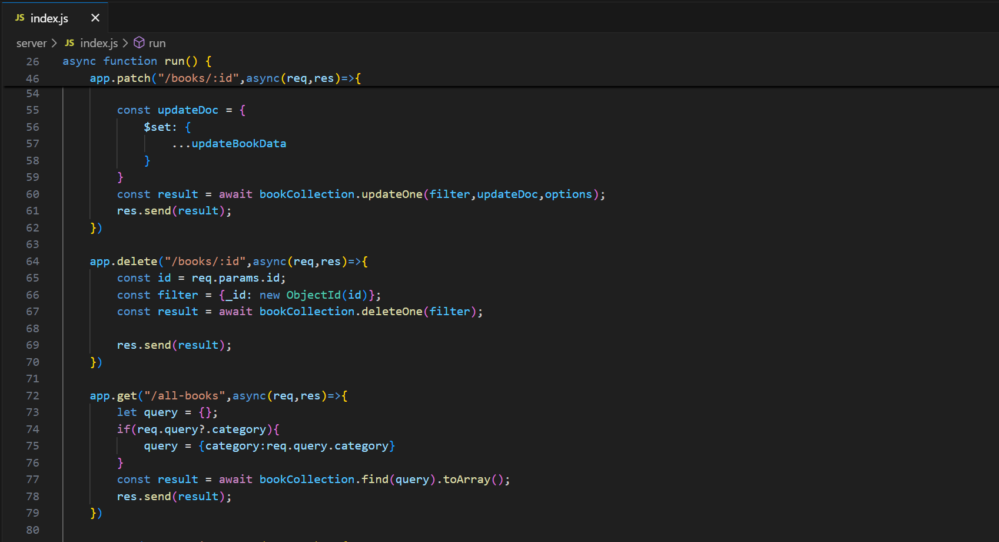 JS index.js ×
server > JS index.js > run
26 async function run() {
46 app.patch("/books/:id",async(req,res)=>{
54
55 const updateDoc = {
56 $set: {
57 ...updateBookData
58 }
59 }
60 const result = await bookCollection.updateOne(filter,updateDoc,options);
61 res.send(result);
62 })
63
64 app.delete("/books/:id",async(req,res)=>{
65 const id = req.params.id;
66 const filter = {_id: new ObjectId(id)};
67 const result = await bookCollection.deleteOne(filter);
68
69 res.send(result);
70 })
71
72 app.get("/all-books",async(req,res)=>{
73 let query = {};
74 if(req.query?.category){
75 query = {category:req.query.category}
76 }
77 const result = await bookCollection.find(query).toArray();
78 res.send(result);
79 })
80